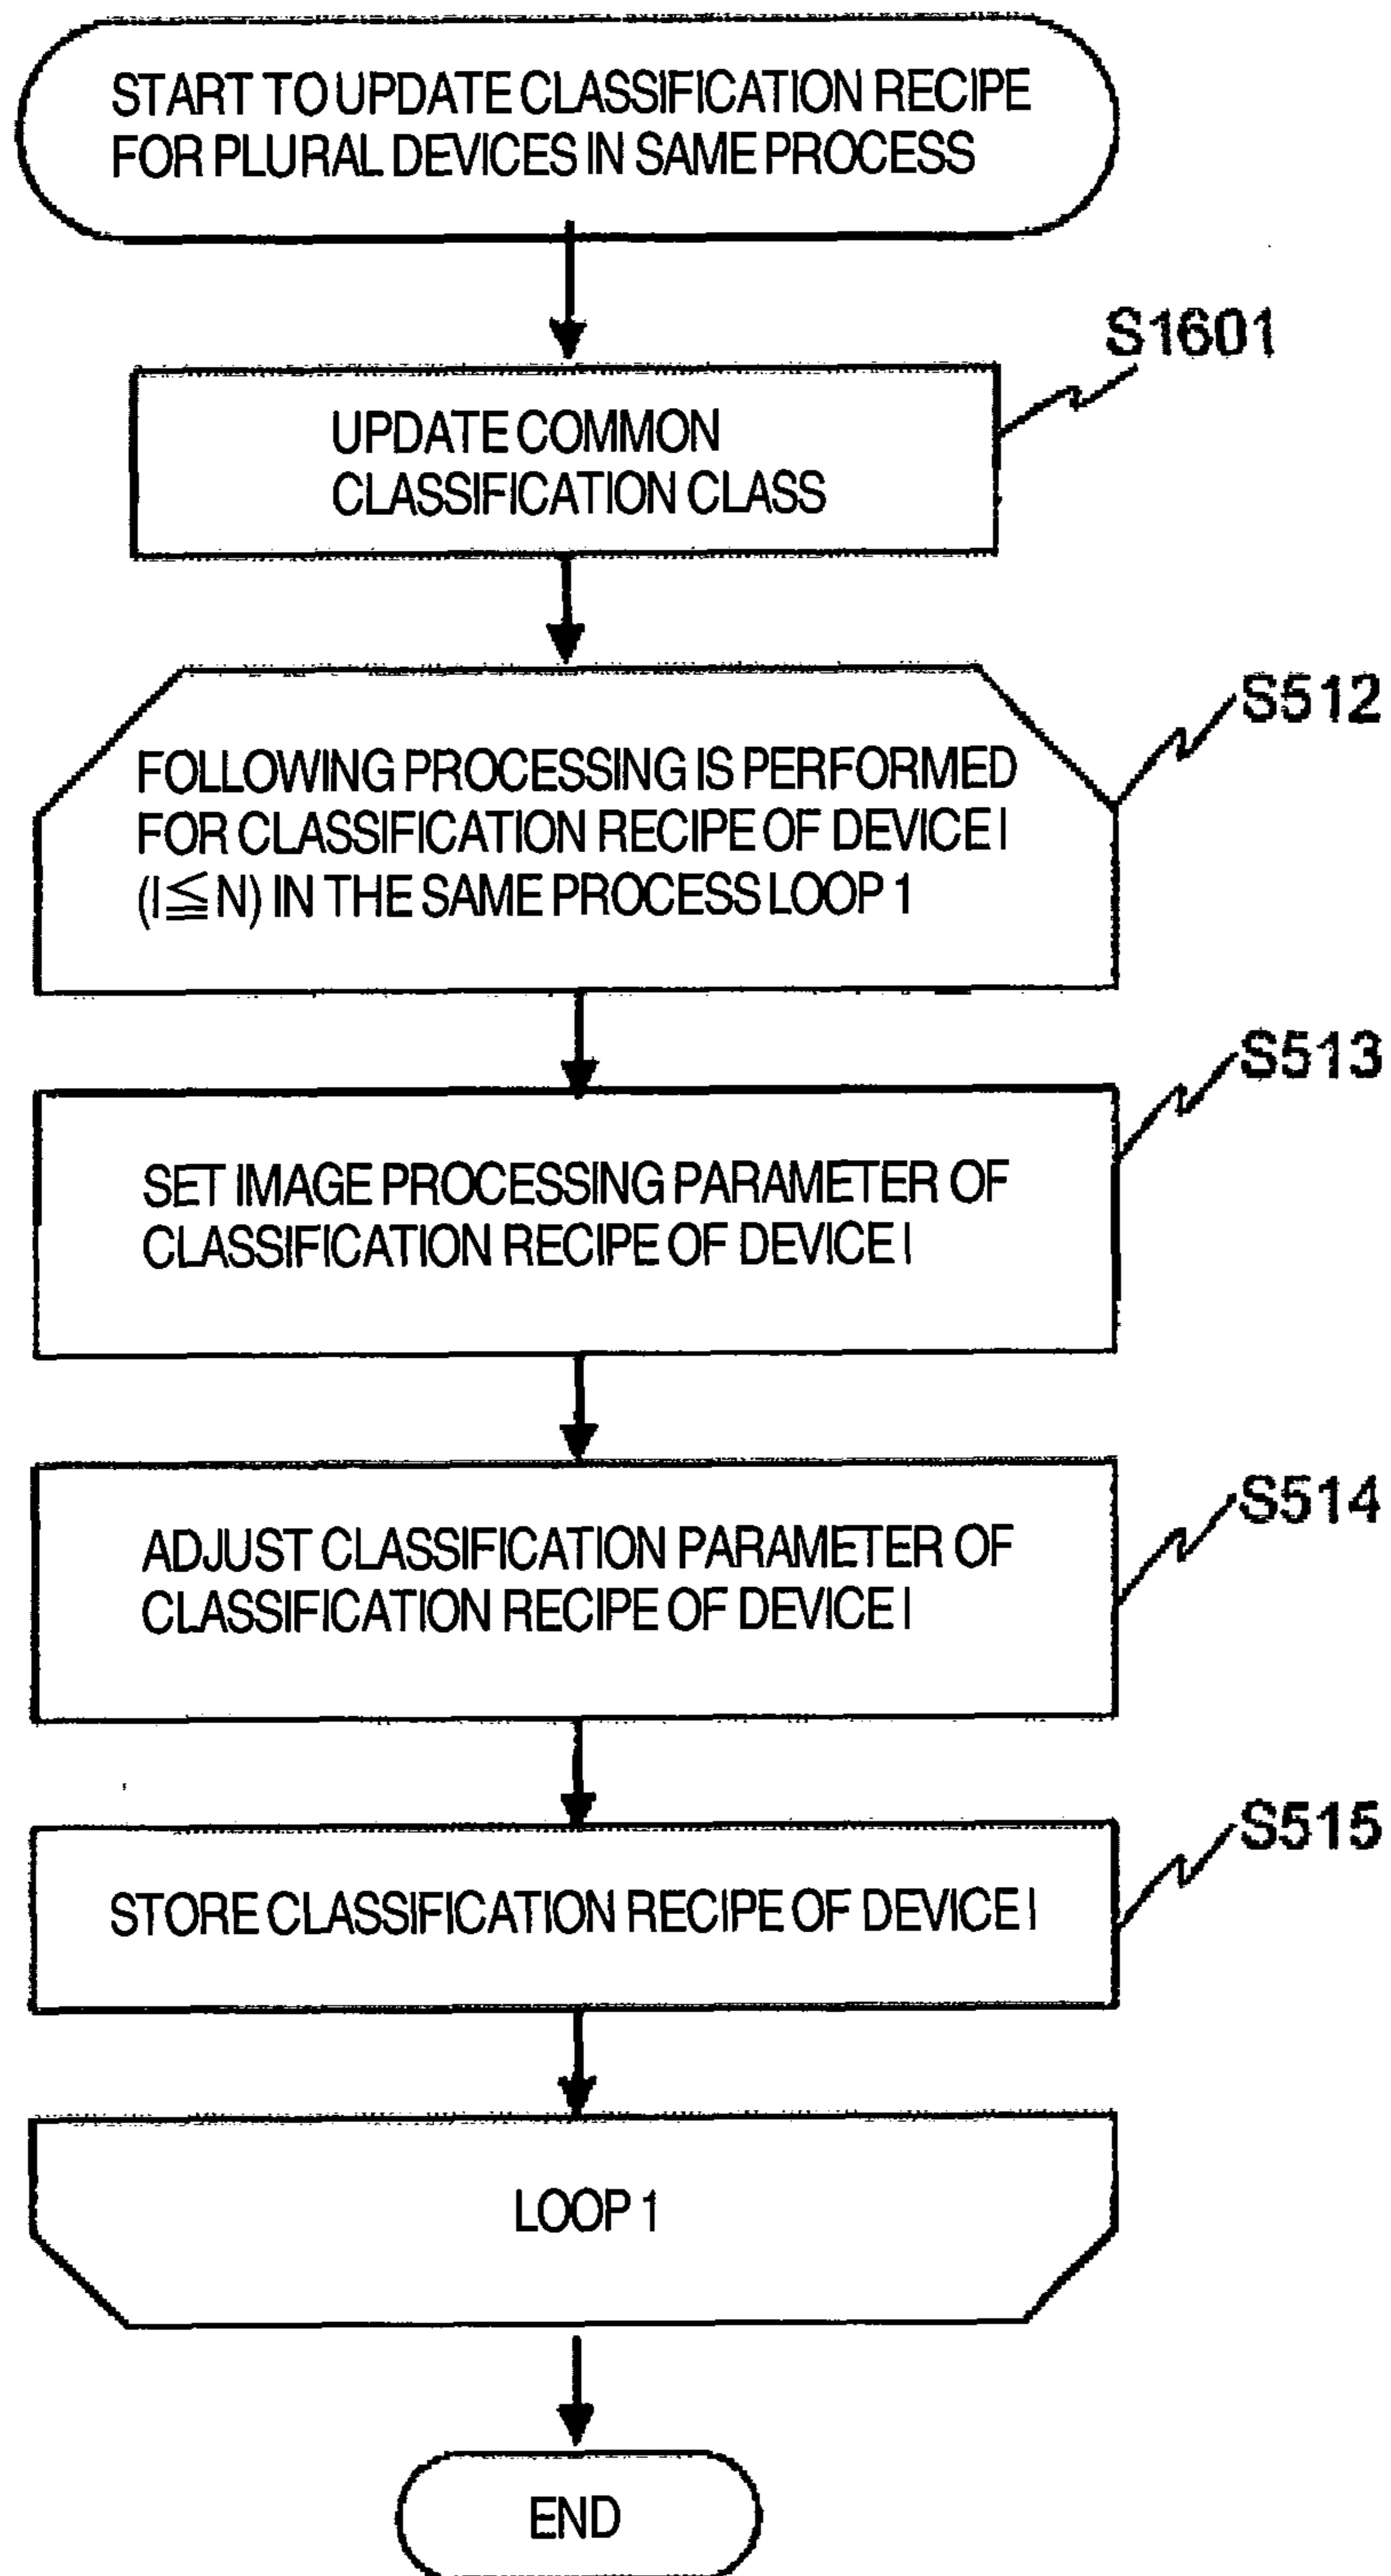 START TO UPDATE CLASSIFICATION RECIPE
FOR PLURAL DEVICES IN SAME PROCESS
S1601
UPDATE COMMON
CLASSIFICATION CLASS
S512
FOLLOWING PROCESSING IS PERFORMED
FOR CLASSIFICATION RECIPE OF DEVICE I
(I≦N) IN THE SAME PROCESS LOOP 1
S513
SET IMAGE PROCESSING PARAMETER OF
CLASSIFICATION RECIPE OF DEVICE I
S514
ADJUST CLASSIFICATION PARAMETER OF
CLASSIFICATION RECIPE OF DEVICE I
S515
STORE CLASSIFICATION RECIPE OF DEVICE I
LOOP 1
END